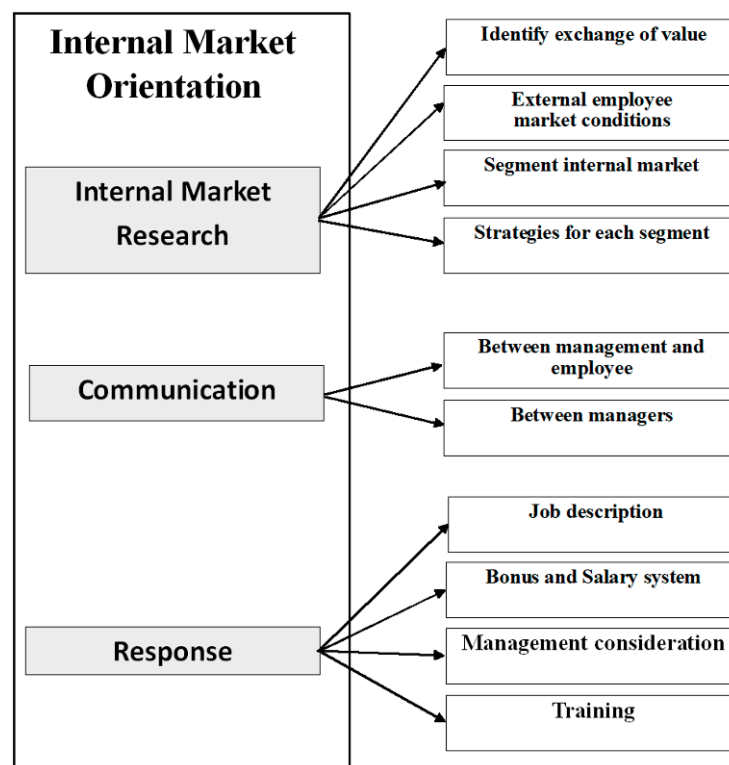 Internal Market
Orientation
Internal Market
Research
Identify exchange of value
External employee
market conditions
Segment internal market
Strategies for each segment
Communication
Between management and
employee
Between managers
Response
Job description
Bonus and Salary system
Management consideration
Training